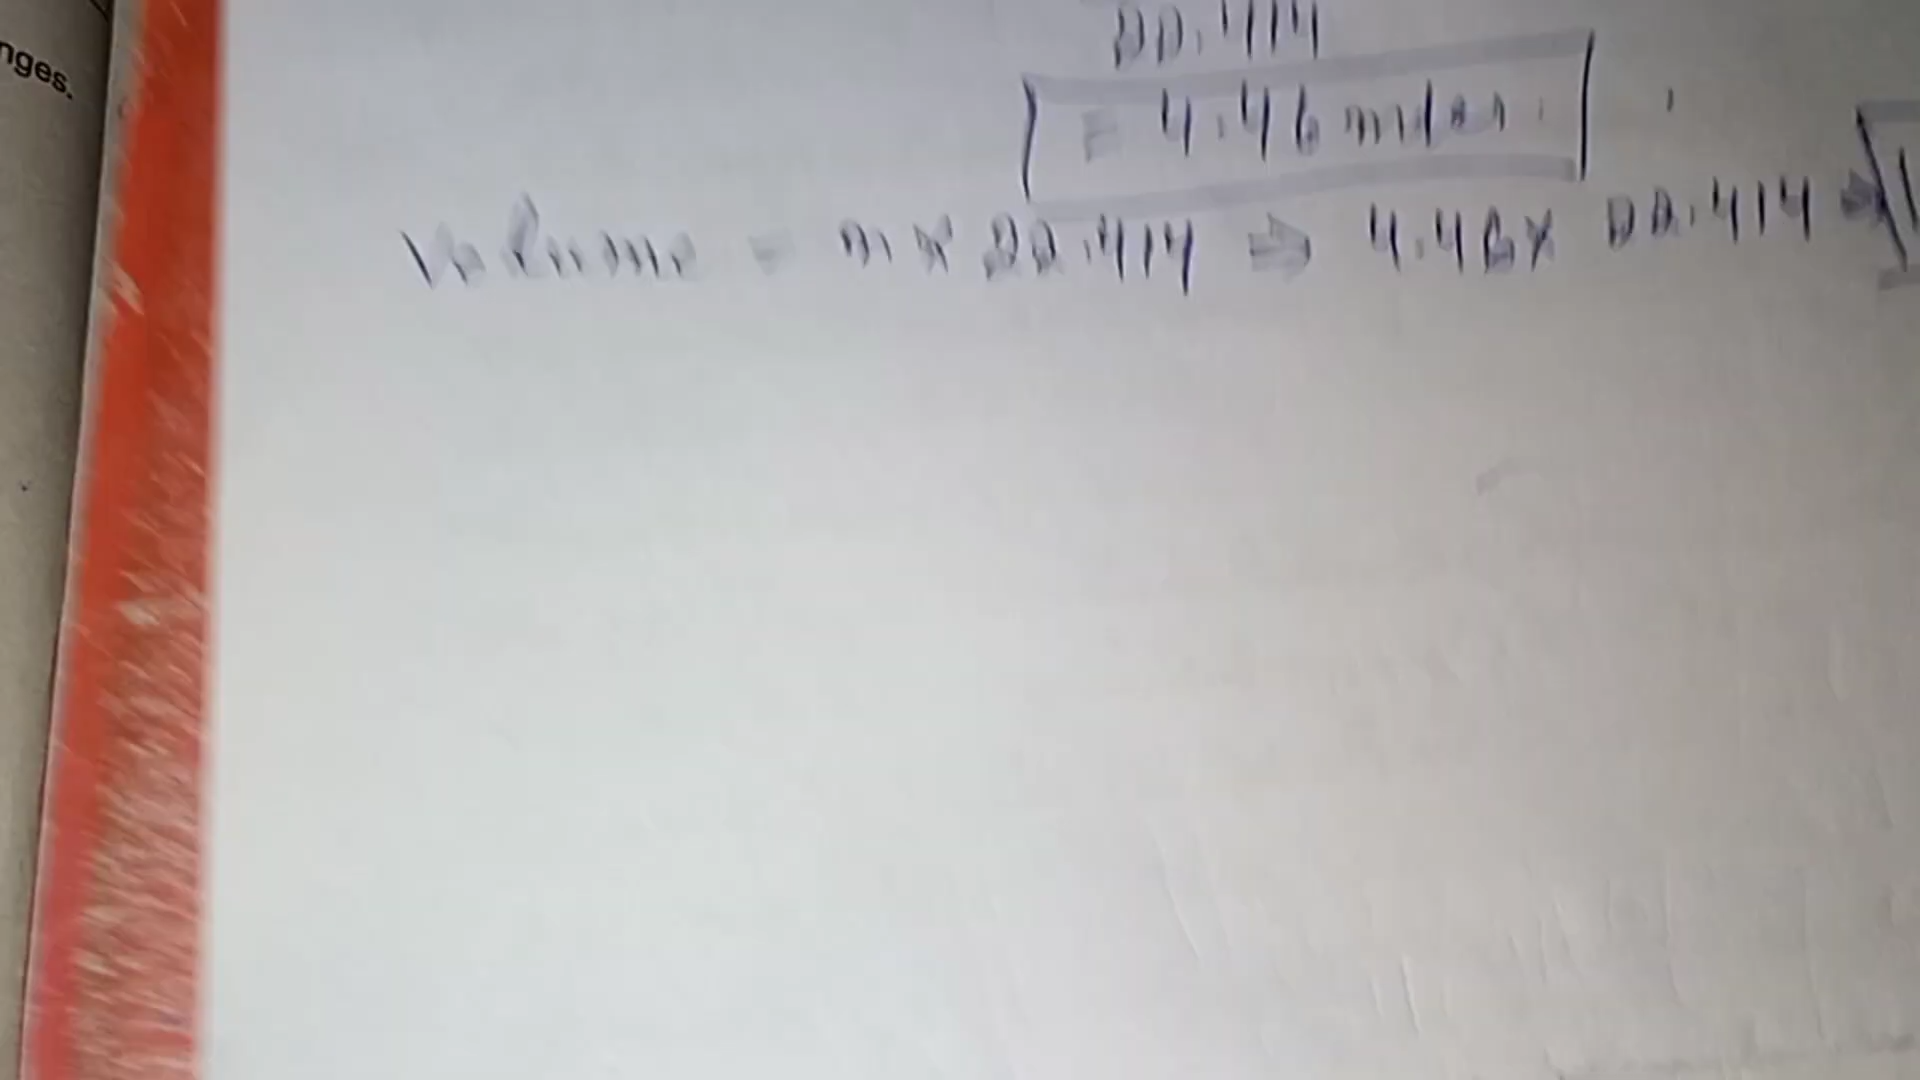 nges.
22.414
= 4.46 moles.
Volume = n x 22.414 ⇒ 4.46 x 22.414 ⇒